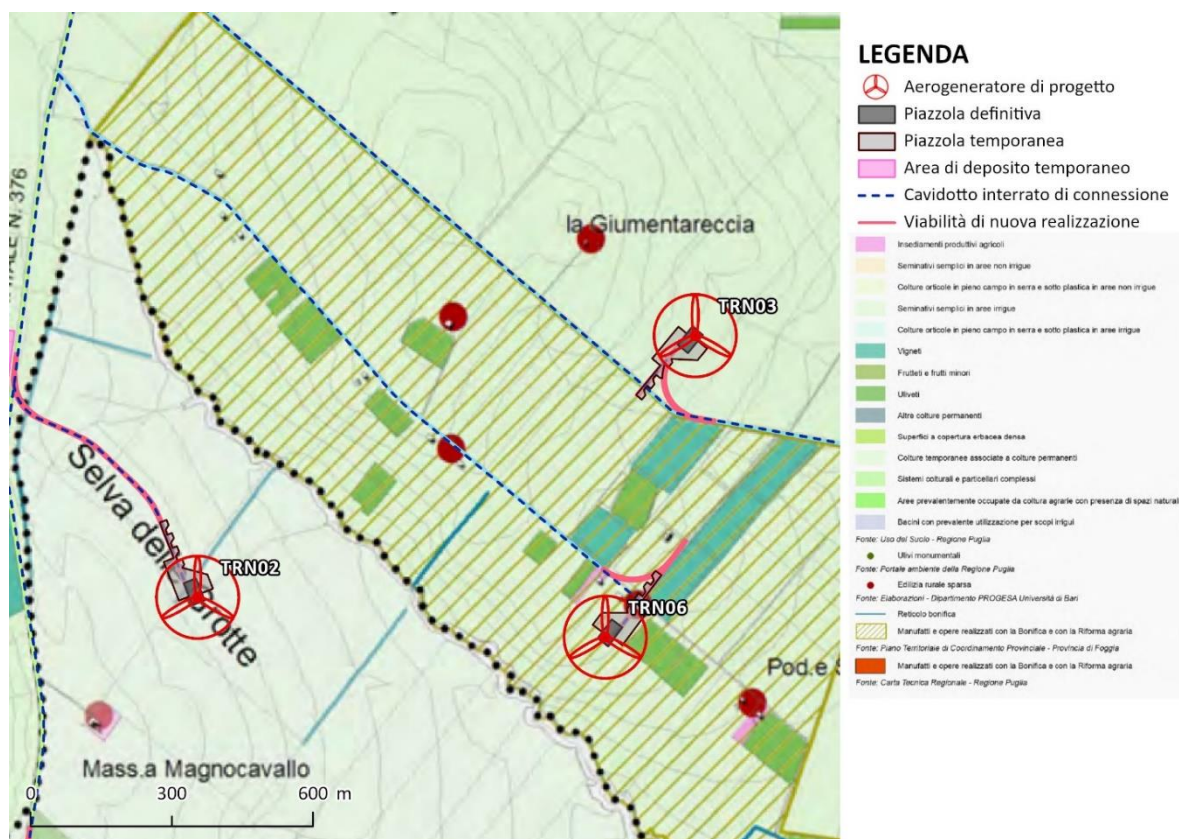 TALE N. 376
la Giumentareccia
TRN03
Selva delle Grotte
TRN02
TRN06
Pod.e S
Mass.a Magnocavallo
0 300 600 m
LEGENDA
Aerogeneratore di progetto
Piazzola definitiva
Piazzola temporanea
Area di deposito temporaneo
Cavidotto interrato di connessione
Viabilità di nuova realizzazione
Insediamenti produttivi agricoli
Seminativi semplici in aree non irrigue
Colture orticole in pieno campo in serra e sotto plastica in aree non irrigue
Seminativi semplici in aree irrigue
Colture orticole in pieno campo in serra e sotto plastica in aree irrigue
Vigneti
Frutteti e frutti minori
Uliveti
Altre colture permanenti
Superfici a copertura erbacea densa
Colture temporanee associate a colture permanenti
Sistemi colturali e particellari complessi
Aree prevalentemente occupate da coltura agrarie con presenza di spazi natural
Bacini con prevalente utilizzazione per scopi irrigui
Fonte: Uso del Suolo - Regione Puglia
Ulivi monumentali
Fonte: Portale ambiente della Regione Puglia
Edilizia rurale sparsa
Fonte: Elaborazioni - Dipartimento PROGESA Università di Bari
Reticolo bonifica
Manufatti e opere realizzati con la Bonifica e con la Riforma agraria
Fonte: Piano Territoriale di Coordinamento Provinciale - Provincia di Foggia
Manufatti e opere realizzati con la Bonifica e con la Riforma agraria
Fonte: Carta Tecnica Regionale - Regione Puglia